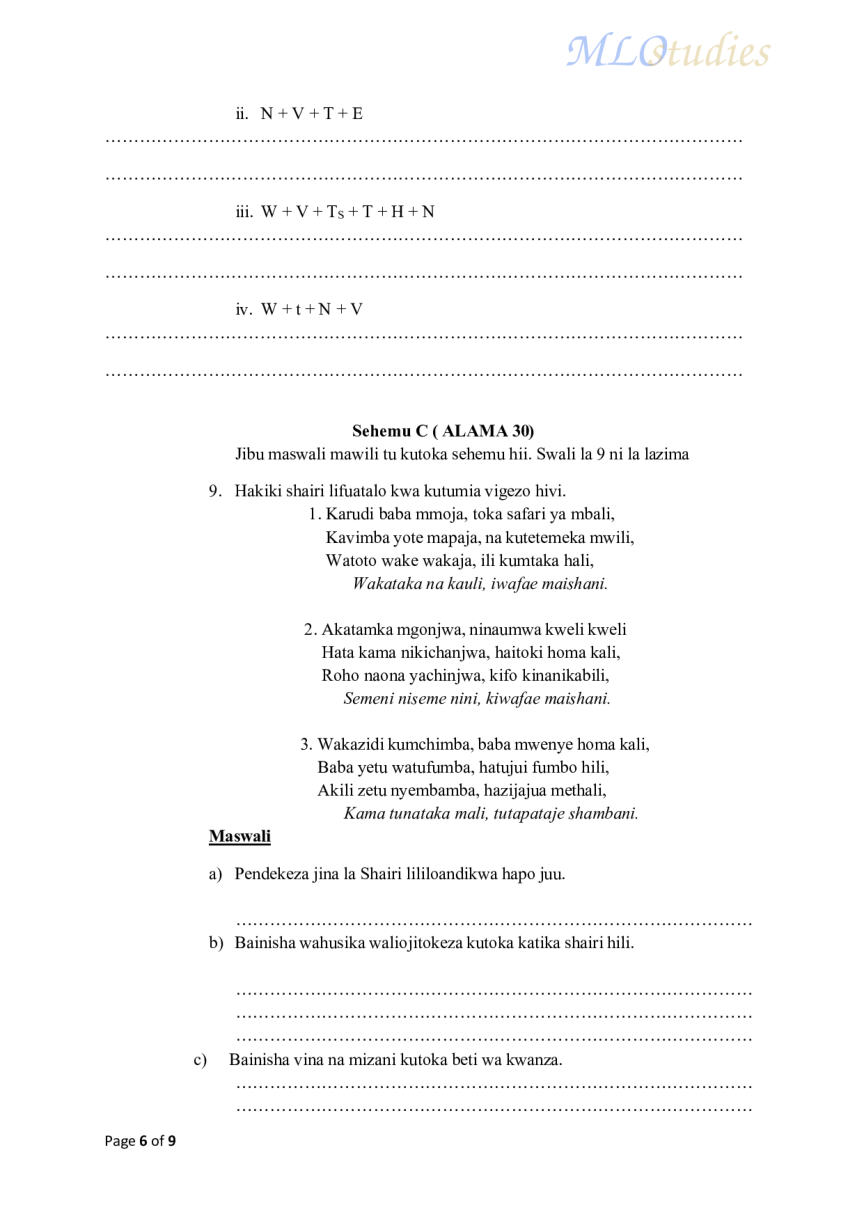 MLOstudies
ii. N + V + T + E
………………………………………………………………………………………………
………………………………………………………………………………………………
iii. W + V + TS + T + H + N
………………………………………………………………………………………………
………………………………………………………………………………………………
iv. W + t + N + V
………………………………………………………………………………………………
………………………………………………………………………………………………
Sehemu C ( ALAMA 30)
Jibu maswali mawili tu kutoka sehemu hii. Swali la 9 ni la lazima
9. Hakiki shairi lifuatalo kwa kutumia vigezo hivi.
1. Karudi baba mmoja, toka safari ya mbali,
Kavimba yote mapaja, na kutetemeka mwili,
Watoto wake wakaja, ili kumtaka hali,
Wakataka na kauli, iwafae maishani.
2. Akatamka mgonjwa, ninaumwa kweli kweli
Hata kama nikichanjwa, haitoki homa kali,
Roho naona yachinjwa, kifo kinanikabili,
Semeni niseme nini, kiwafae maishani.
3. Wakazidi kumchimba, baba mwenye homa kali,
Baba yetu watufumba, hatujui fumbo hili,
Akili zetu nyembamba, hazijajua methali,
Kama tunataka mali, tutapataje shambani.
Maswali
a) Pendekeza jina la Shairi lililoandikwa hapo juu.
……………………………………………………………………………
b) Bainisha wahusika waliojitokeza kutoka katika shairi hili.
……………………………………………………………………………
……………………………………………………………………………
……………………………………………………………………………
c) Bainisha vina na mizani kutoka beti wa kwanza.
……………………………………………………………………………
……………………………………………………………………………
Page 6 of 9